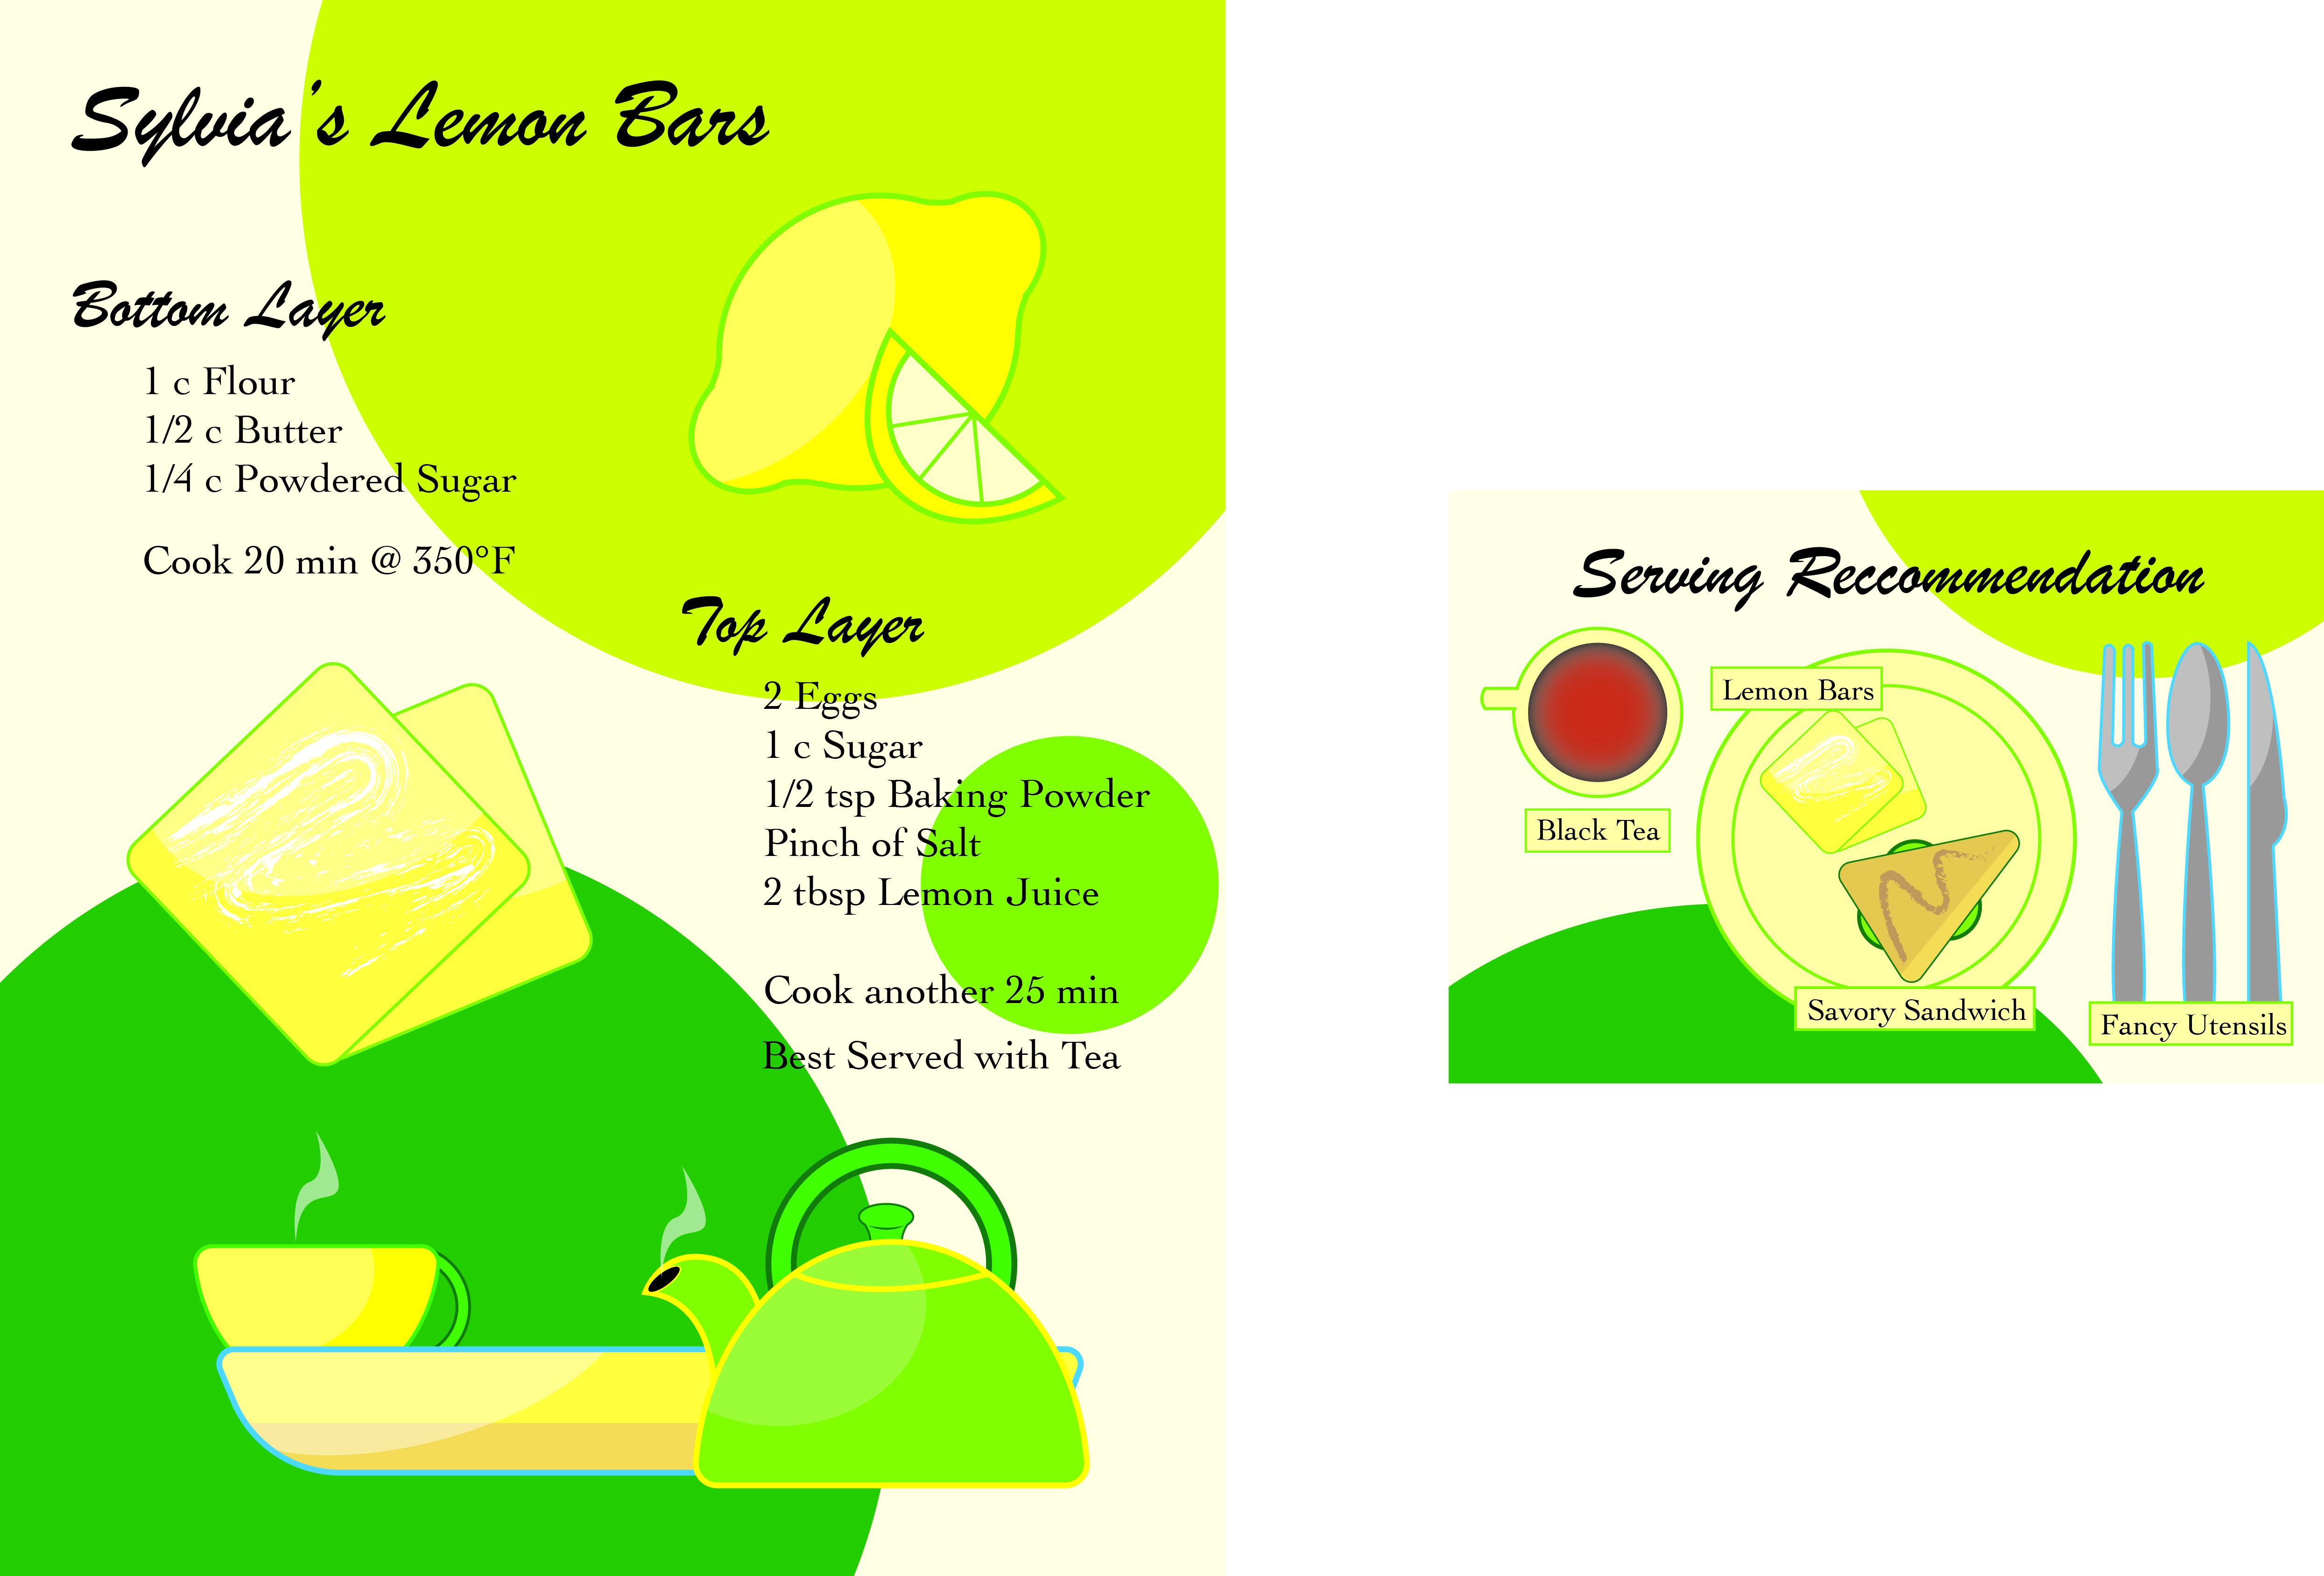 Sylvia's Lemon Bars
Bottom Layer
1 c Flour
1/2 c Butter
1/4 c Powdered Sugar
Cook 20 min @ 350°F
Top Layer
2 Eggs
1 c Sugar
1/2 tsp Baking Powder
Pinch of Salt
2 tbsp Lemon Juice
Cook another 25 min
Best Served with Tea
Serving Reccommendation
Lemon Bars
Black Tea
Savory Sandwich
Fancy Utensils